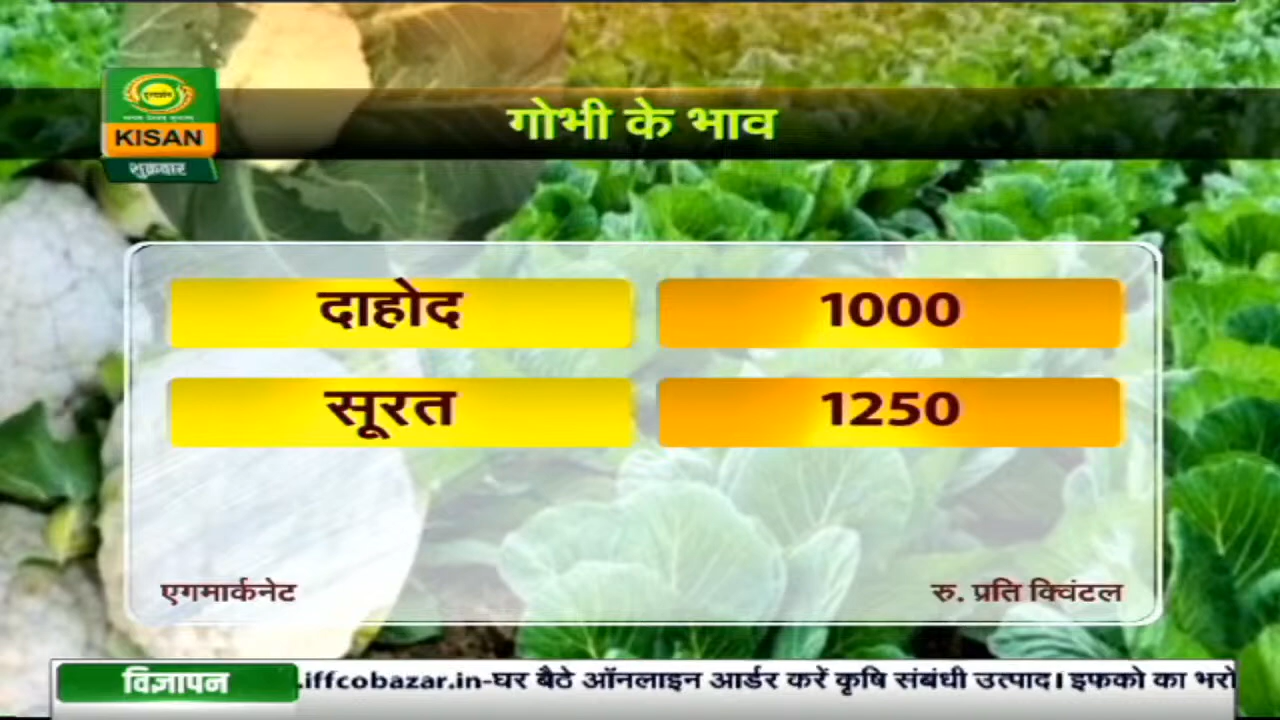 गोभी के भाव
KISAN
शुक्रवार
दाहोद 1000
सूरत 1250
एगमार्कनेट रु. प्रति क्विंटल
विज्ञापन .iffcobazar.in-घर बैठे ऑनलाइन आर्डर करें कृषि संबंधी उत्पाद। इफको का भरो